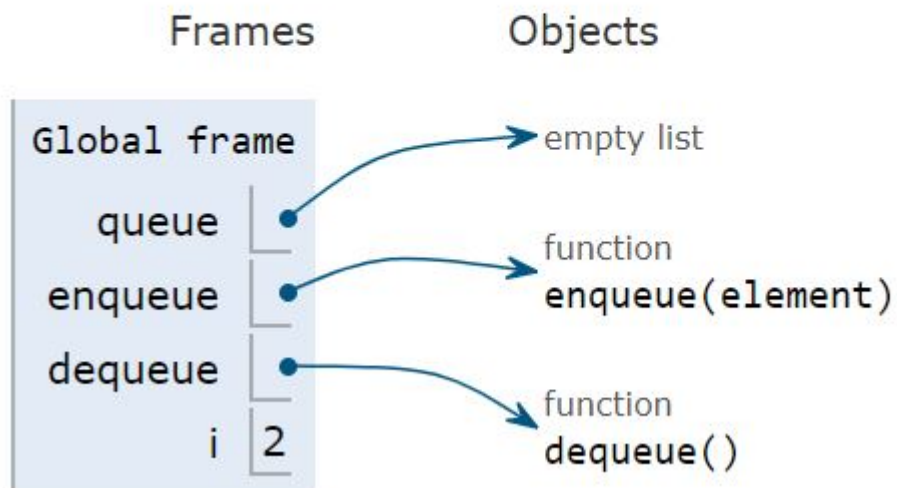 Frames Objects
Global frame
queue
enqueue
dequeue
i 2
empty list
function
enqueue(element)
function
dequeue()